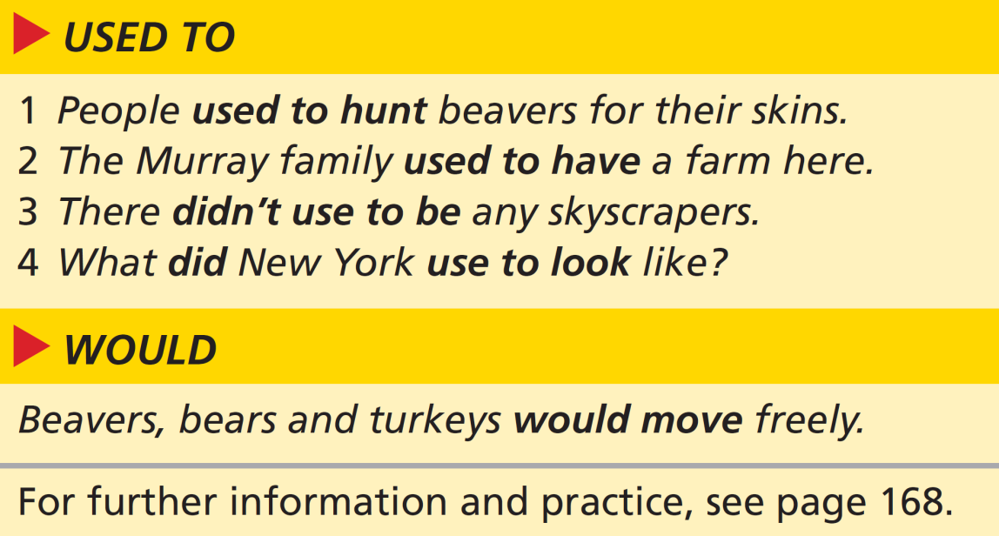 USED TO
1 People used to hunt beavers for their skins.
2 The Murray family used to have a farm here.
3 There didn't use to be any skyscrapers.
4 What did New York use to look like?
WOULD
Beavers, bears and turkeys would move freely.
For further information and practice, see page 168.